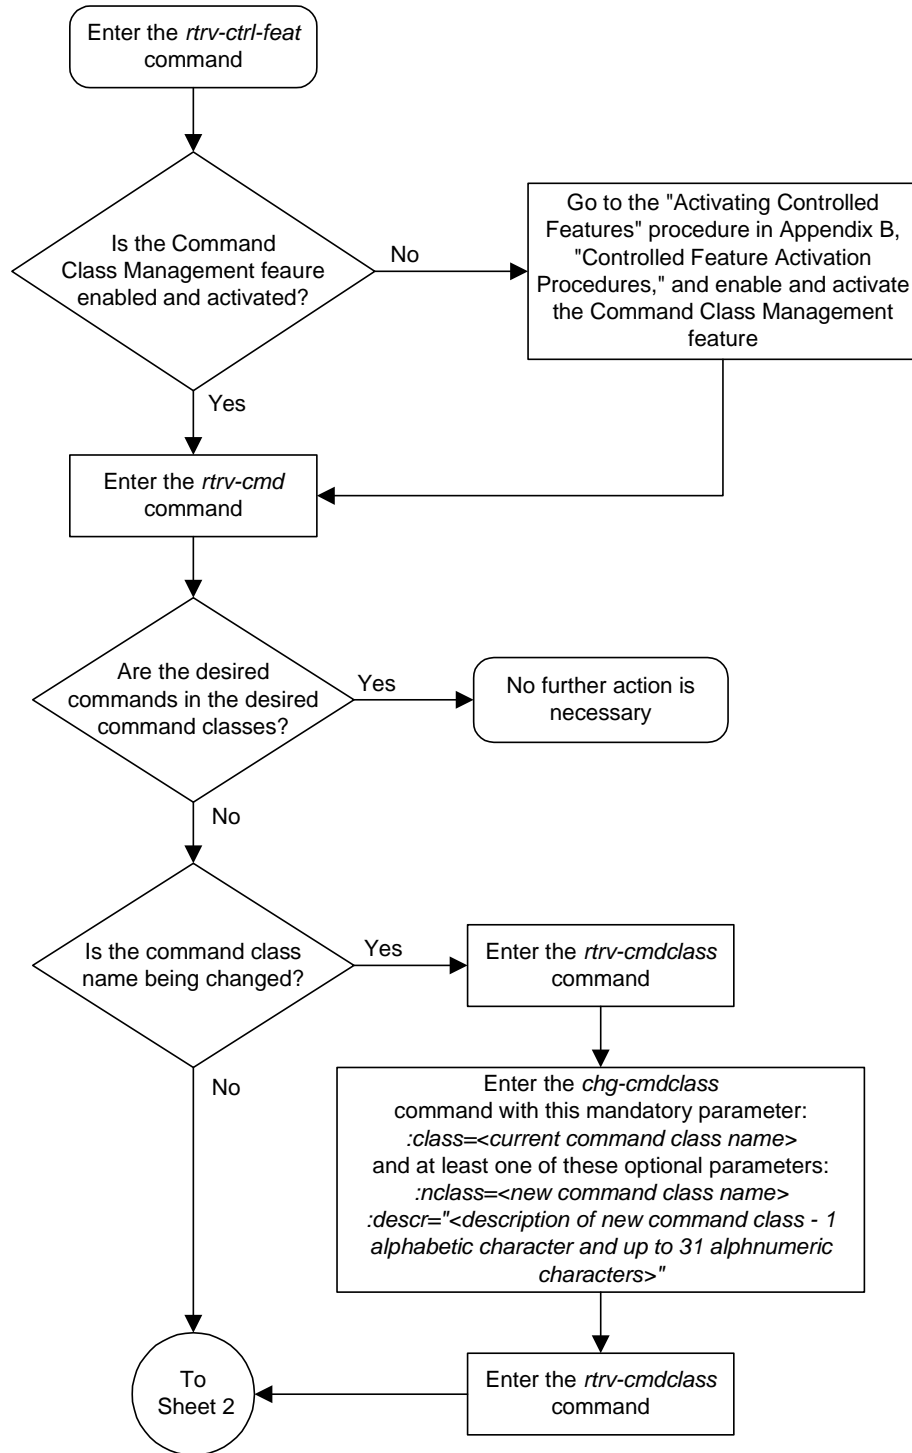 Enter the rtrv-ctrl-feat
command
Is the Command
Class Management feaure
enabled and activated?
No
Go to the "Activating Controlled
Features" procedure in Appendix B,
"Controlled Feature Activation
Procedures," and enable and activate
the Command Class Management
feature
Yes
Enter the rtrv-cmd
command
Are the desired
commands in the desired
command classes?
Yes
No further action is
necessary
No
Is the command class
name being changed?
Yes
Enter the rtrv-cmdclass
command
No
Enter the chg-cmdclass
command with this mandatory parameter:
:class=<current command class name>
and at least one of these optional parameters:
:nclass=<new command class name>
:descr="<description of new command class - 1
alphabetic character and up to 31 alphnumeric
characters>"
To
Sheet 2
Enter the rtrv-cmdclass
command